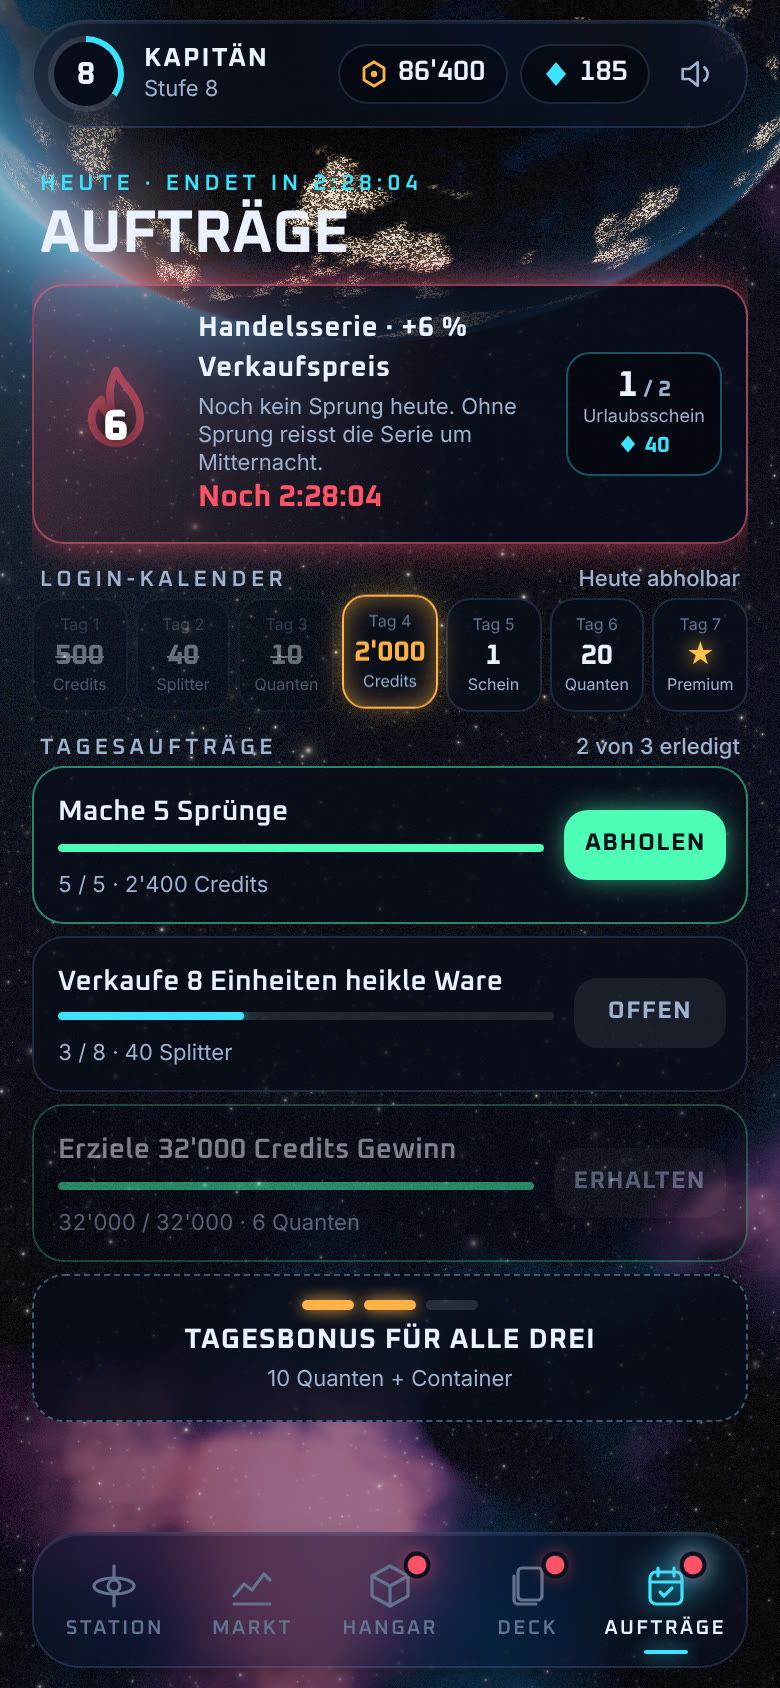 8
KAPITÄN
Stufe 8
86'400
185
HEUTE · ENDET IN 2:28:04
AUFTRÄGE
6
Handelsserie · +6 %
Verkaufspreis
Noch kein Sprung heute. Ohne
Sprung reisst die Serie um
Mitternacht.
Noch 2:28:04
1 / 2
Urlaubsschein
40
LOGIN-KALENDER
Heute abholbar
Tag 1
500
Credits
Tag 2
40
Splitter
Tag 3
10
Quanten
Tag 4
2'000
Credits
Tag 5
1
Schein
Tag 6
20
Quanten
Tag 7
★
Premium
TAGESAUFTRÄGE
2 von 3 erledigt
Mache 5 Sprünge
5 / 5 · 2'400 Credits
ABHOLEN
Verkaufe 8 Einheiten heikle Ware
3 / 8 · 40 Splitter
OFFEN
Erziele 32'000 Credits Gewinn
32'000 / 32'000 · 6 Quanten
ERHALTEN
TAGESBONUS FÜR ALLE DREI
10 Quanten + Container
STATION
MARKT
HANGAR
DECK
AUFTRÄGE